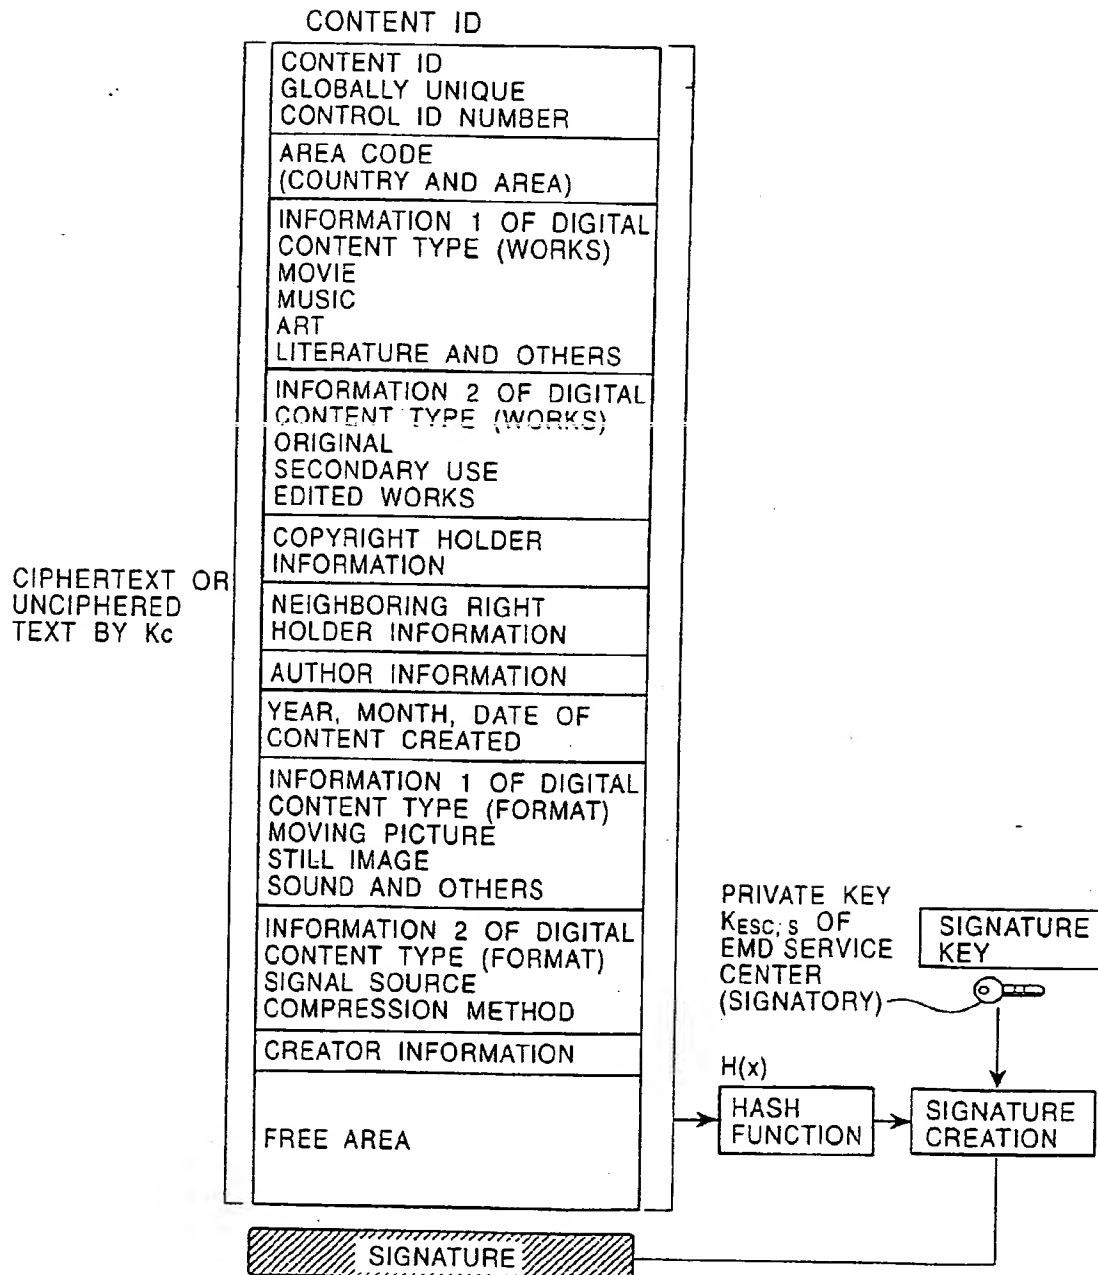 CONTENT ID
CONTENT ID
GLOBALLY UNIQUE
CONTROL ID NUMBER
AREA CODE
(COUNTRY AND AREA)
INFORMATION 1 OF DIGITAL
CONTENT TYPE (WORKS)
MOVIE
MUSIC
ART
LITERATURE AND OTHERS
INFORMATION 2 OF DIGITAL
CONTENT TYPE (WORKS)
ORIGINAL
SECONDARY USE
EDITED WORKS
COPYRIGHT HOLDER
INFORMATION
NEIGHBORING RIGHT
HOLDER INFORMATION
AUTHOR INFORMATION
YEAR, MONTH, DATE OF
CONTENT CREATED
INFORMATION 1 OF DIGITAL
CONTENT TYPE (FORMAT)
MOVING PICTURE
STILL IMAGE
SOUND AND OTHERS
INFORMATION 2 OF DIGITAL
CONTENT TYPE (FORMAT)
SIGNAL SOURCE
COMPRESSION METHOD
CREATOR INFORMATION
FREE AREA
SIGNATURE
CIPHERTEXT OR
UNCIPHERED
TEXT BY Kc
PRIVATE KEY
KESC, S OF
EMD SERVICE
CENTER
(SIGNATORY)
SIGNATURE
KEY
H(x)
HASH
FUNCTION
SIGNATURE
CREATION